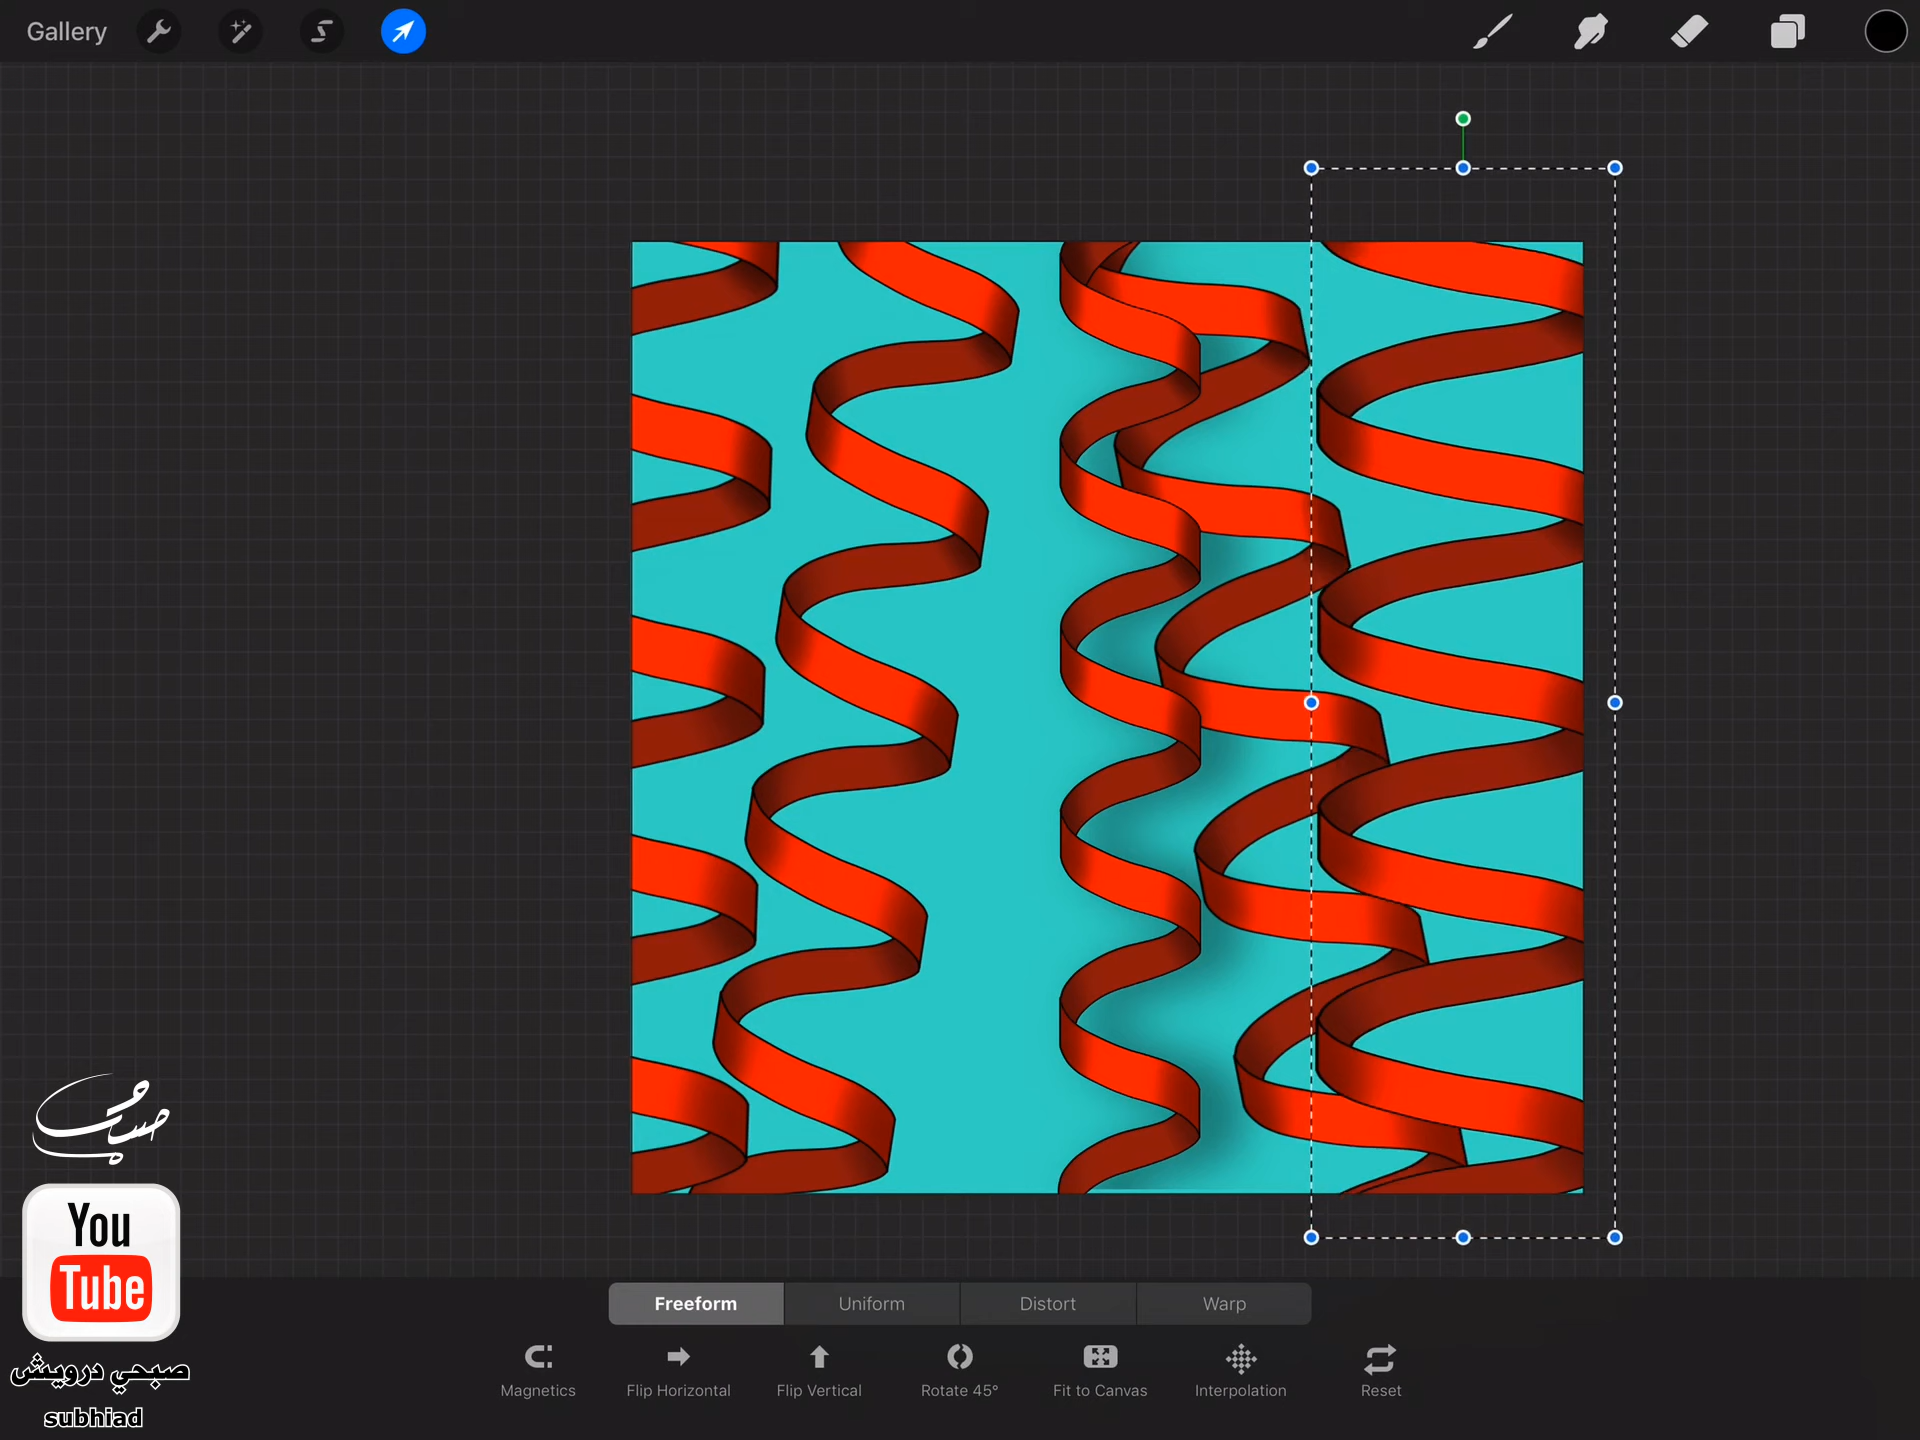 Gallery
Freeform
Uniform
Distort
Warp
Magnetics
Flip Horizontal
Flip Vertical
Rotate 45°
Fit to Canvas
Interpolation
Reset
You
Tube
صبحي درويش
subhiad